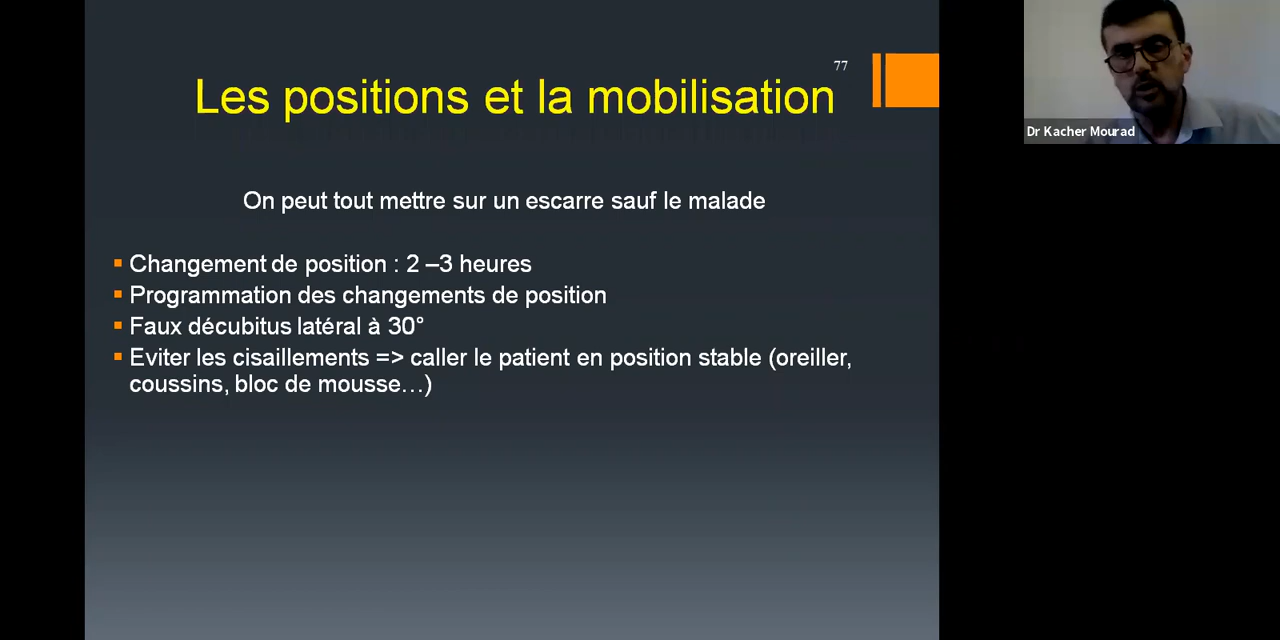 77
Les positions et la mobilisation
Dr Kacher Mourad
On peut tout mettre sur un escarre sauf le malade
Changement de position : 2 –3 heures
Programmation des changements de position
Faux décubitus latéral à 30°
Eviter les cisaillements => caller le patient en position stable (oreiller,
coussins, bloc de mousse…)